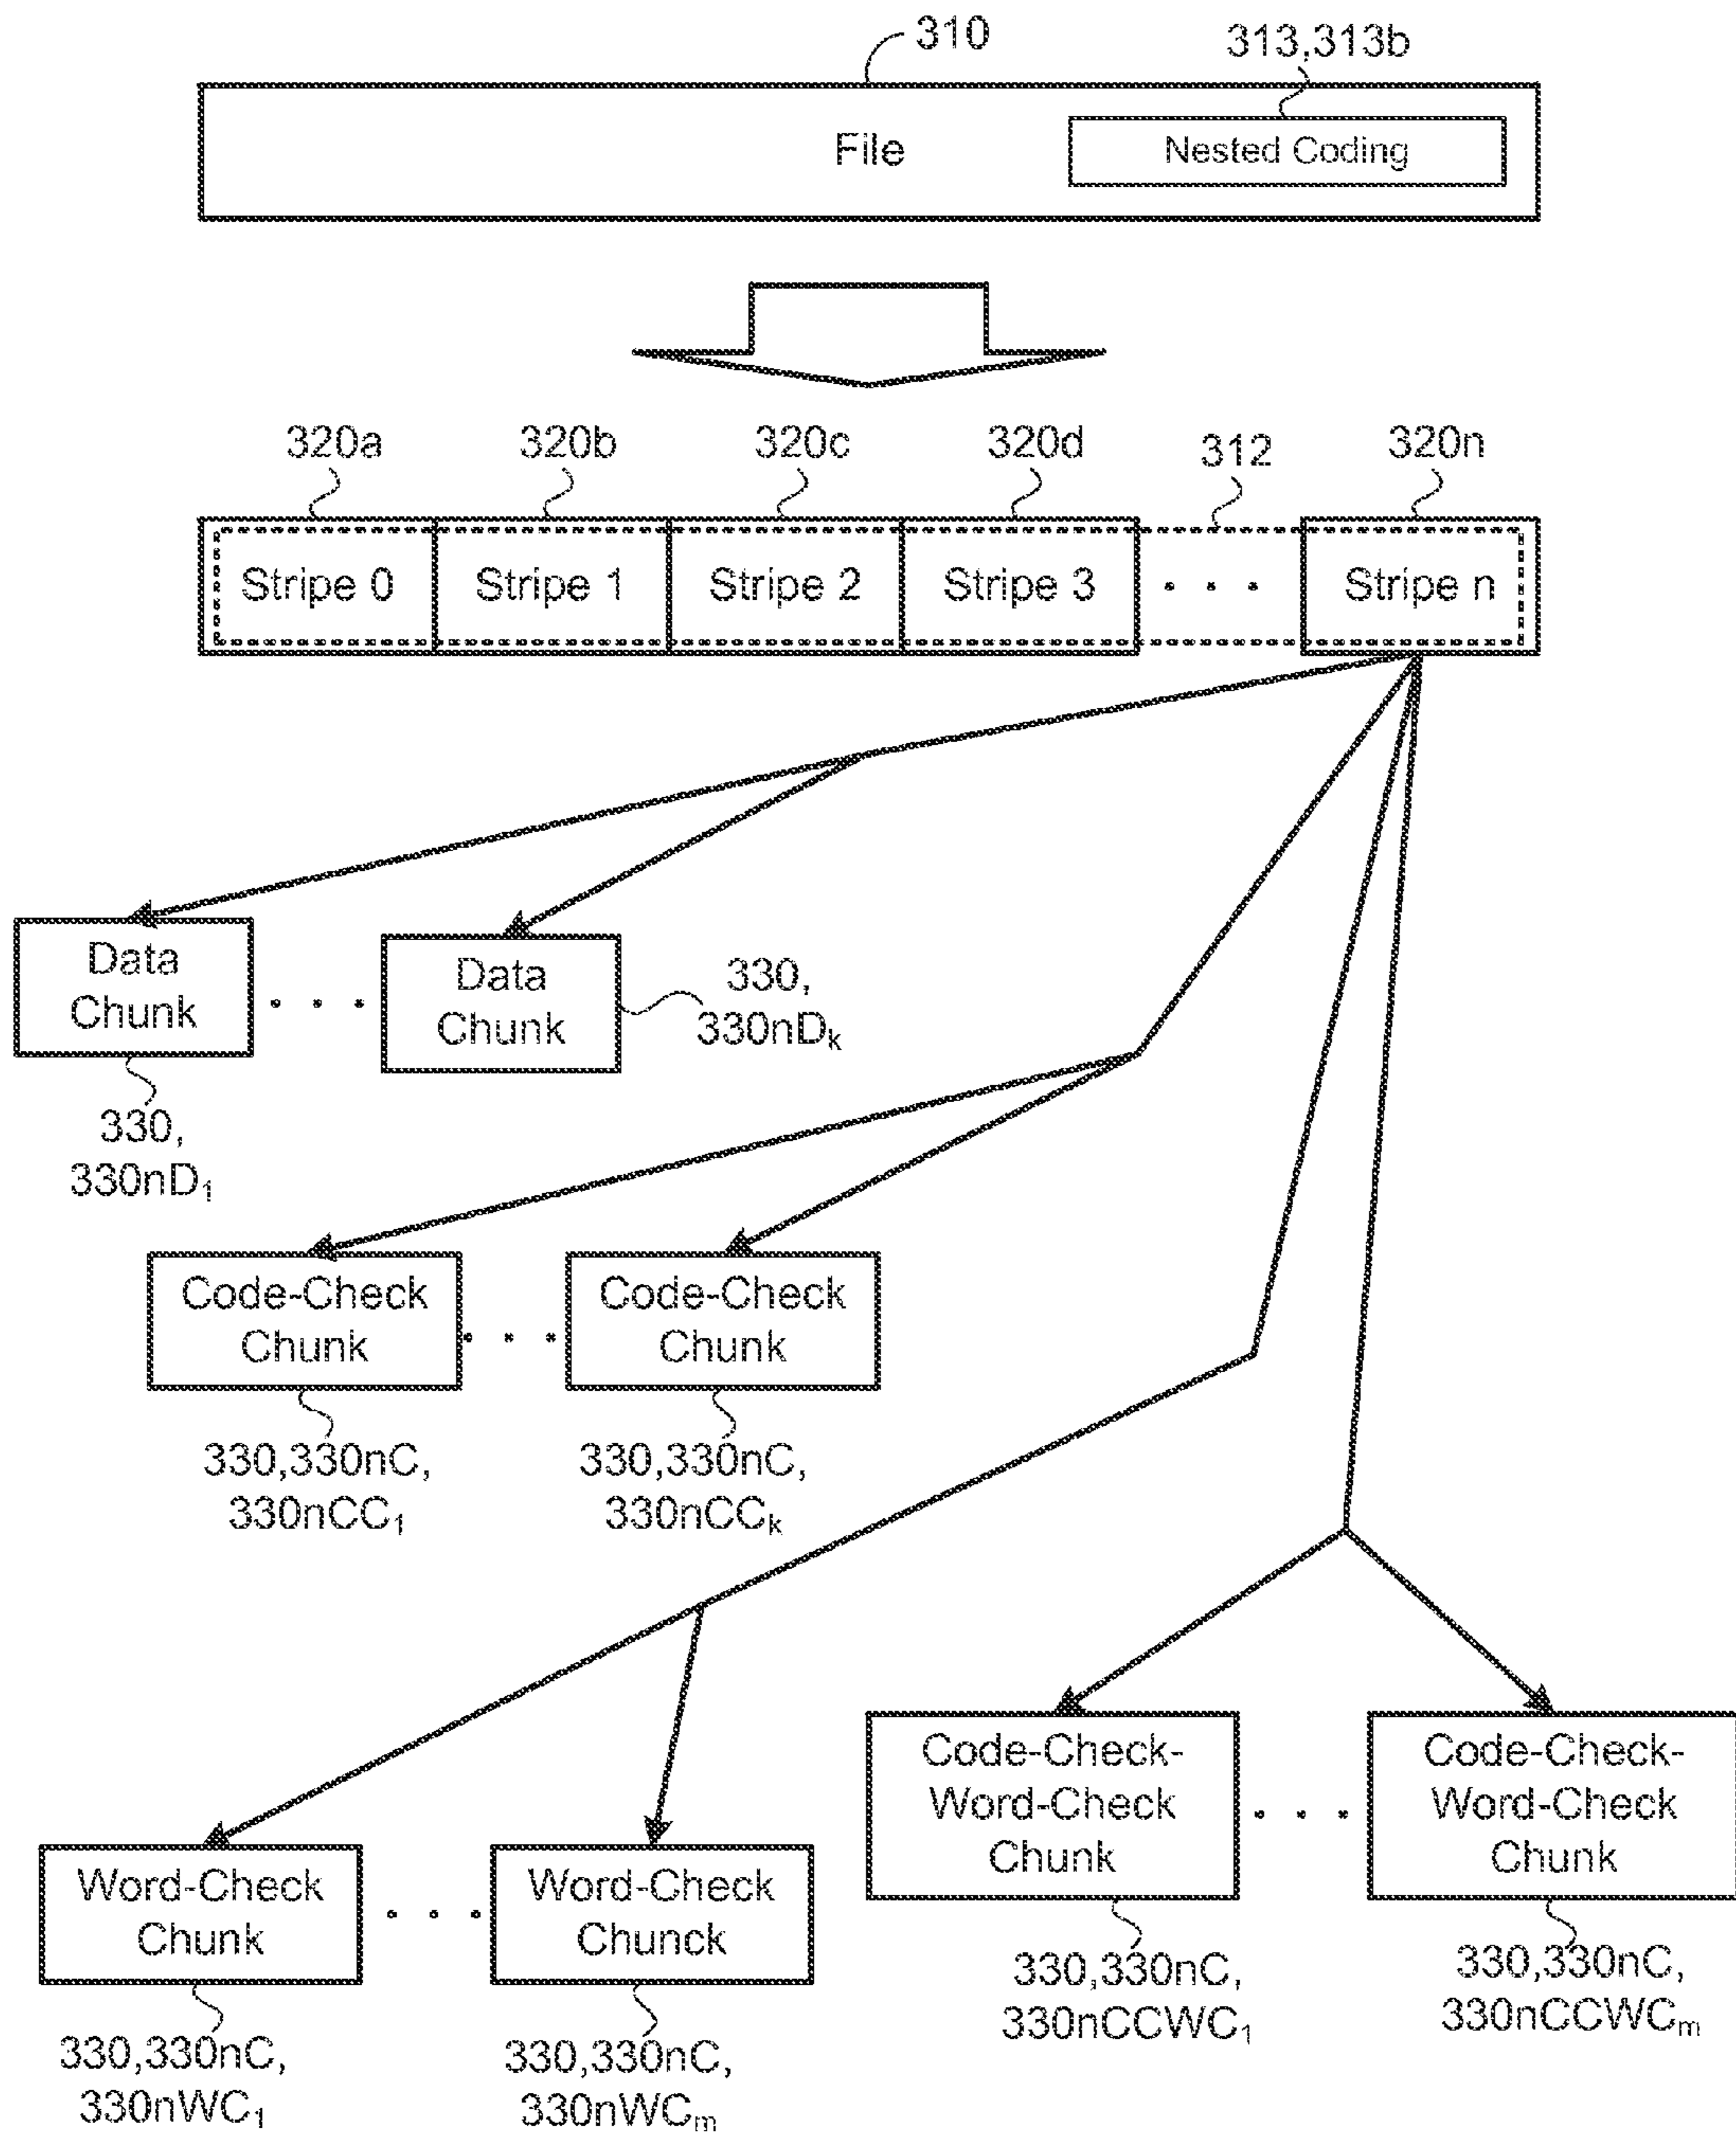 310
313,313b
File
Nested Coding
320a
320b
320c
320d
312
320n
Stripe 0
Stripe 1
Stripe 2
Stripe 3
. . .
Stripe n
Data
Chunk
. . .
Data
Chunk
330,
330nDₖ
330,
330nD₁
Code-Check
Chunk
. . .
Code-Check
Chunk
330,330nC,
330nCC₁
330,330nC,
330nCCₖ
Code-Check-
Word-Check
Chunk
. . .
Code-Check-
Word-Check
Chunk
Word-Check
Chunk
. . .
Word-Check
Chunck
330,330nC,
330nCCWC₁
330,330nC,
330nCCWCₘ
330,330nC,
330nWC₁
330,330nC,
330nWCₘ